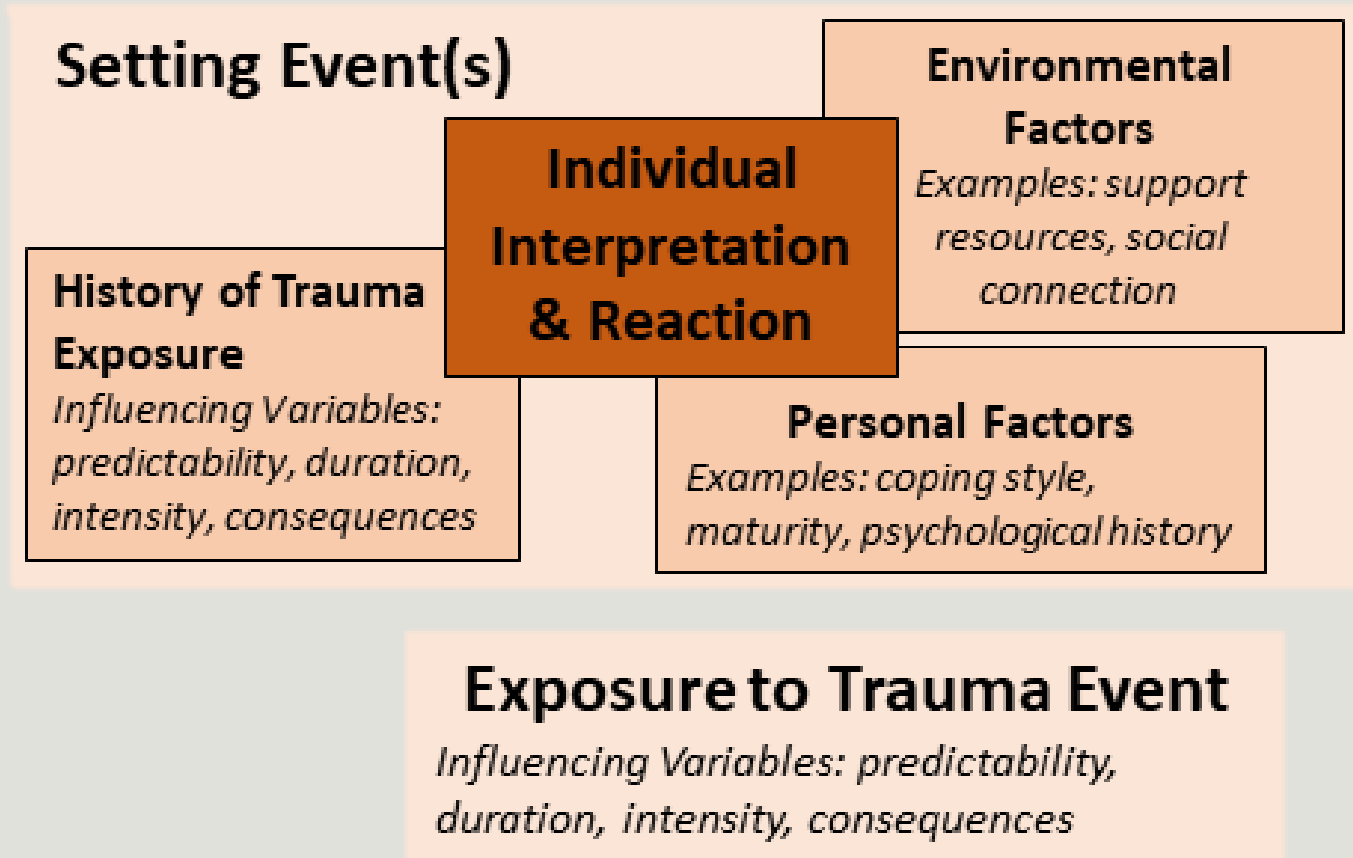 Setting Event(s)
Environmental
Factors
Examples: support
resources, social
connection
Individual
Interpretation
& Reaction
History of Trauma
Exposure
Influencing Variables:
predictability, duration,
intensity, consequences
Personal Factors
Examples: coping style,
maturity, psychological history
Exposure to Trauma Event
Influencing Variables: predictability,
duration, intensity, consequences